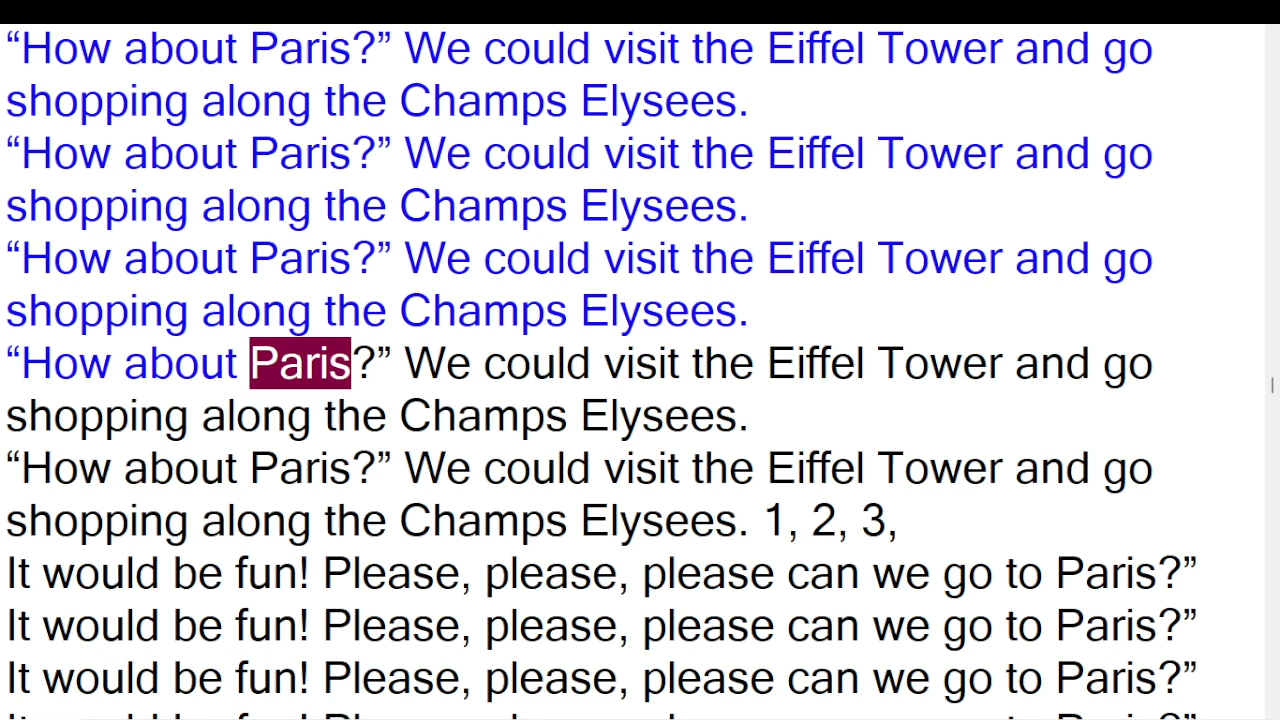 “How about Paris?” We could visit the Eiffel Tower and go
shopping along the Champs Elysees.
“How about Paris?” We could visit the Eiffel Tower and go
shopping along the Champs Elysees.
“How about Paris?” We could visit the Eiffel Tower and go
shopping along the Champs Elysees.
“How about Paris?” We could visit the Eiffel Tower and go
shopping along the Champs Elysees.
“How about Paris?” We could visit the Eiffel Tower and go
shopping along the Champs Elysees. 1, 2, 3,
It would be fun! Please, please, please can we go to Paris?”
It would be fun! Please, please, please can we go to Paris?”
It would be fun! Please, please, please can we go to Paris?”